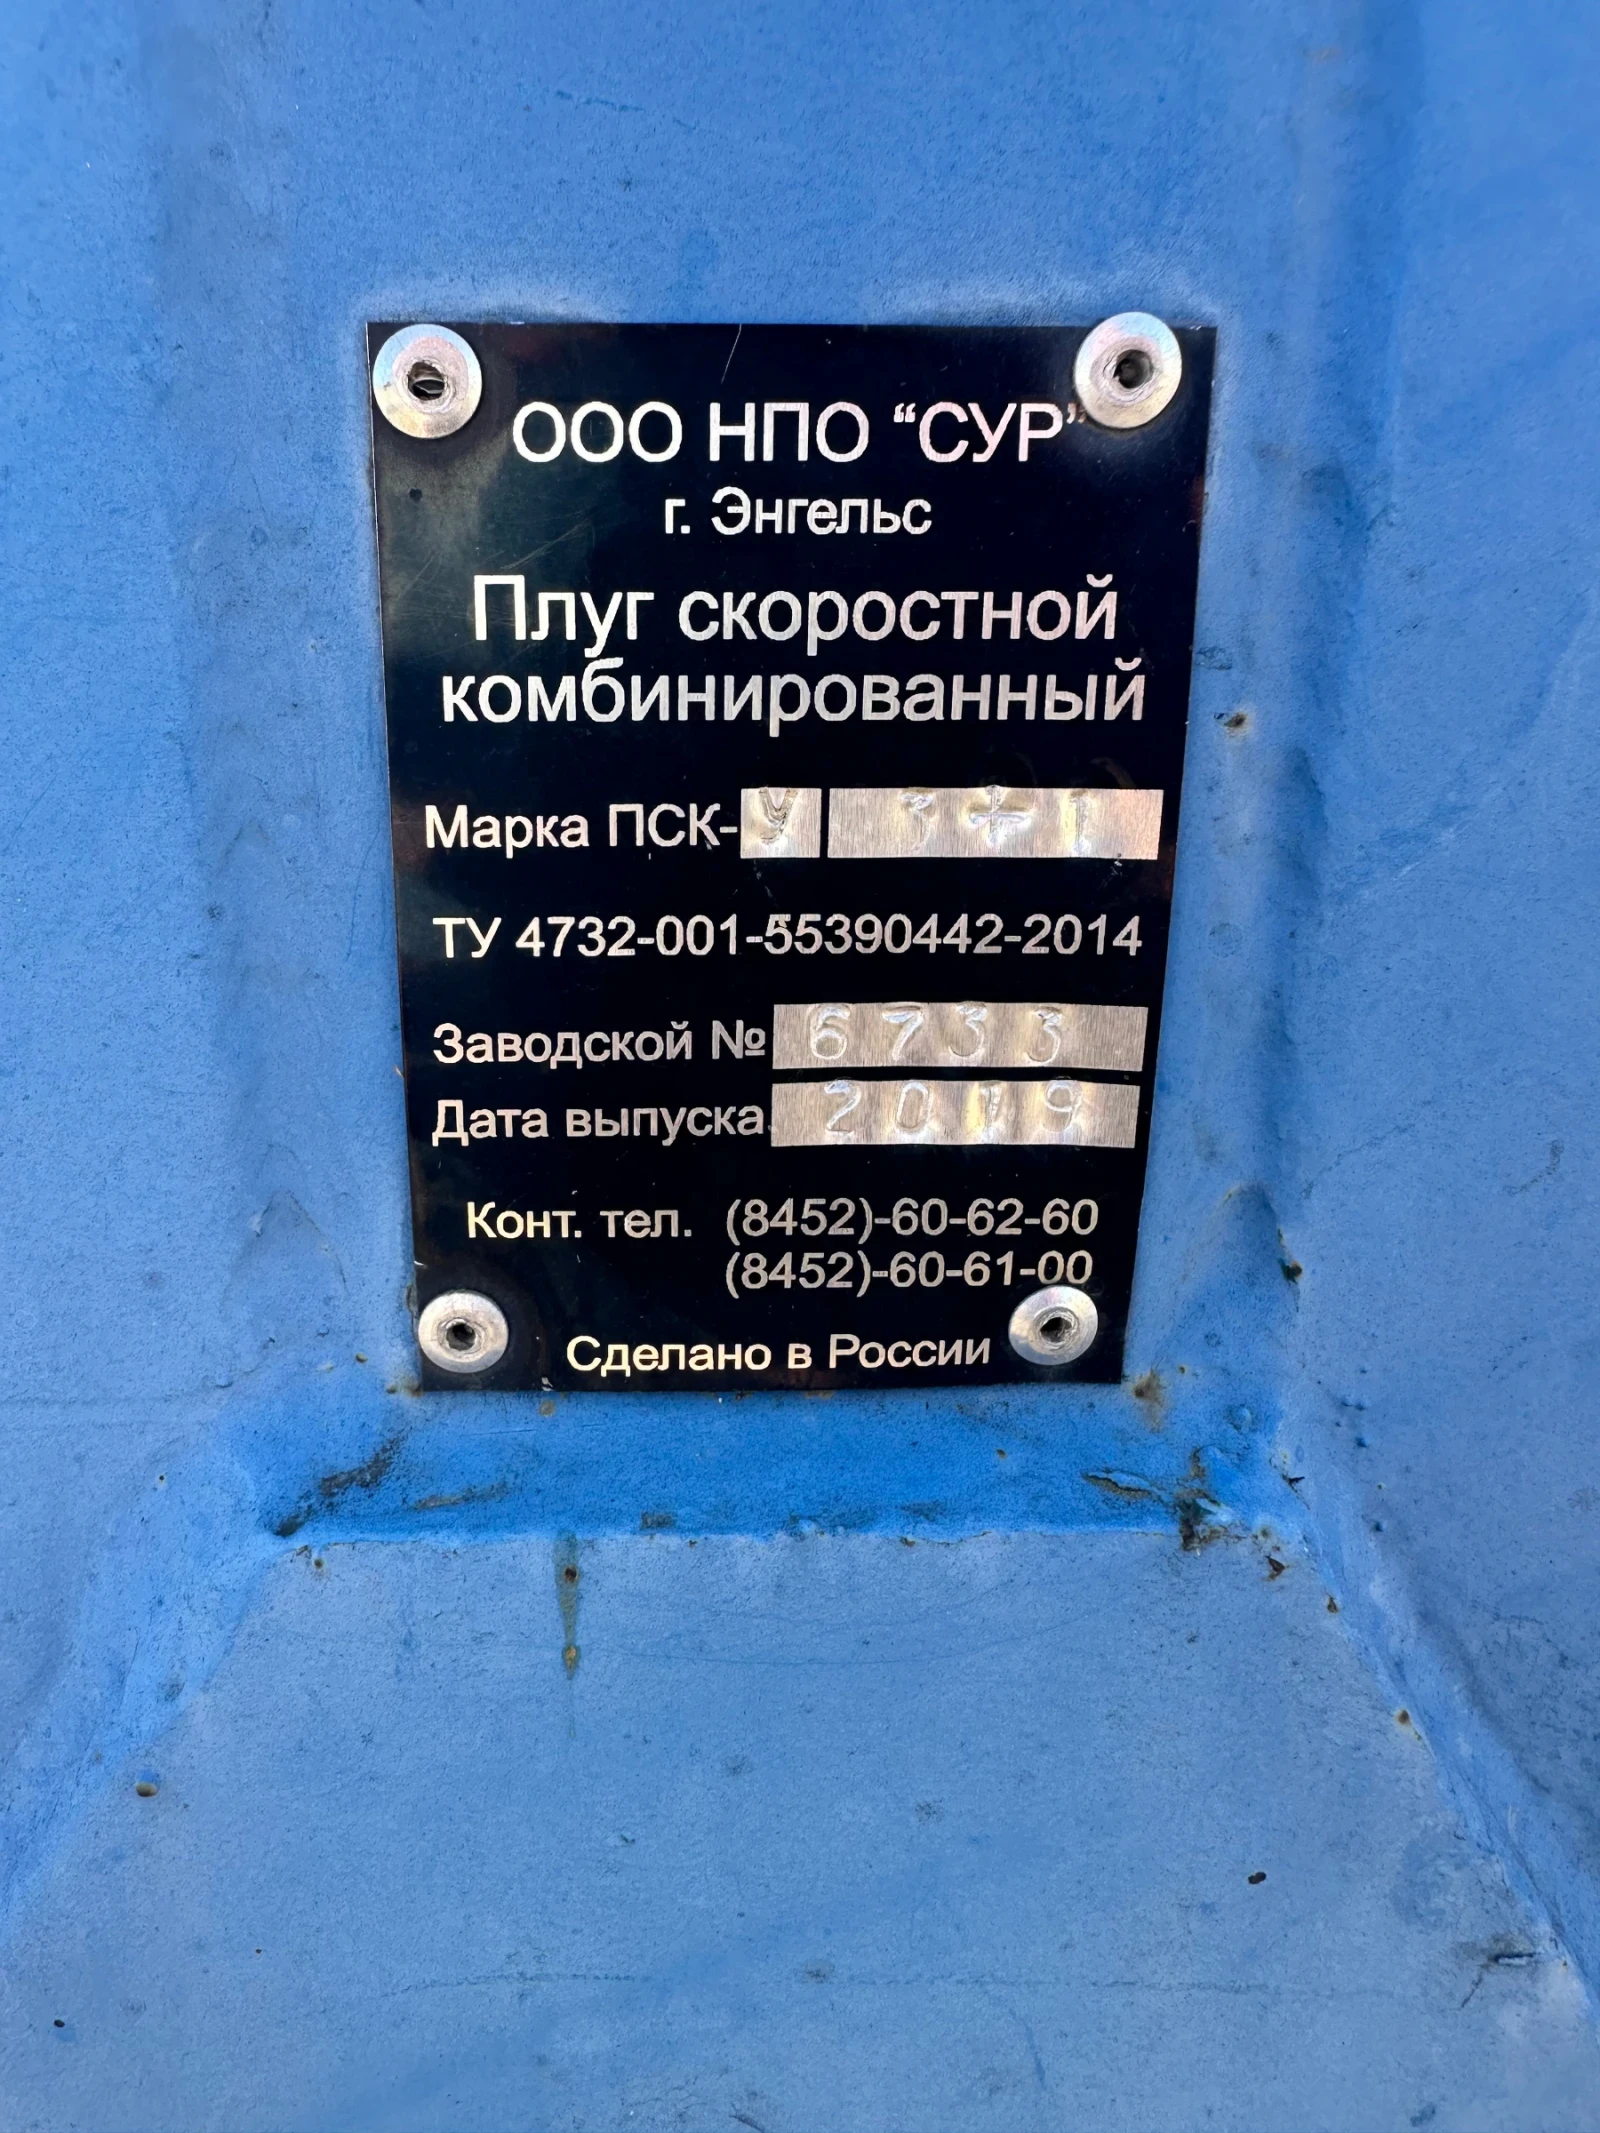 ООО НПО “СУР”
г. Энгельс
Плуг скоростной
комбинированный
Марка ПСК-У 3+1
ТУ 4732-001-55390442-2014
Заводской № 6733
Дата выпуска 2019
Конт. тел. (8452)-60-62-60
(8452)-60-61-00
Сделано в России